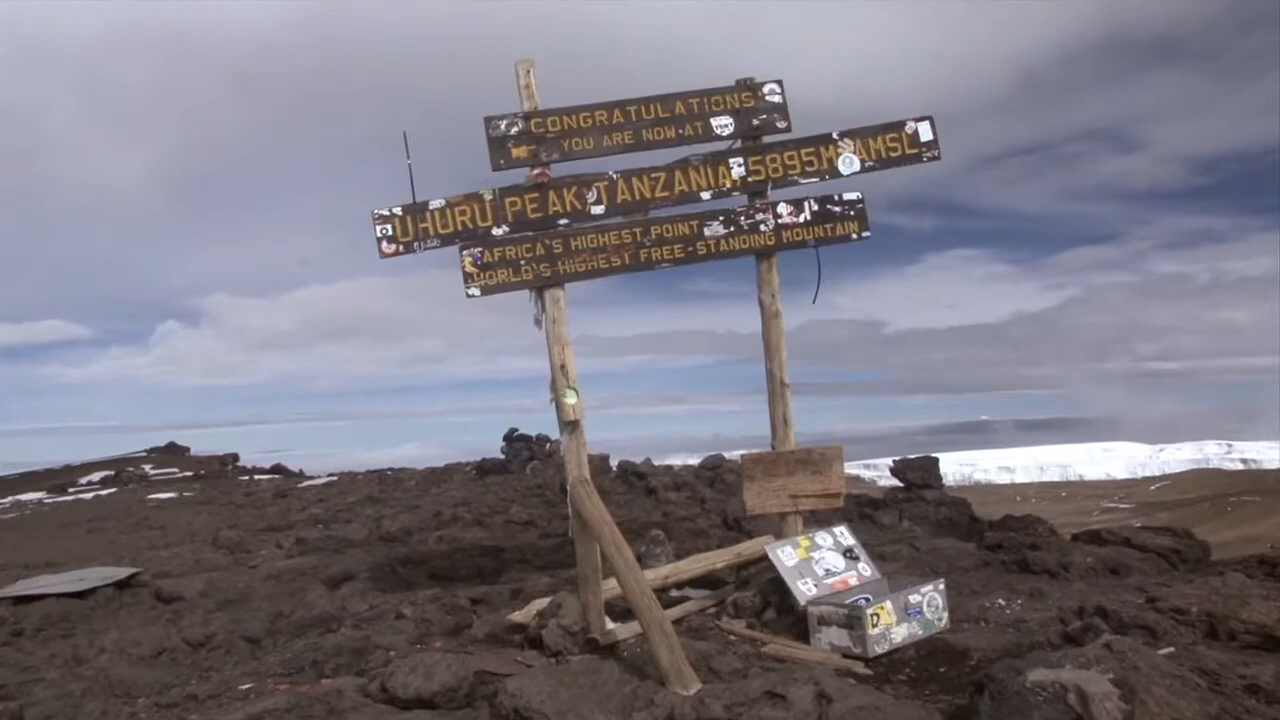 CONGRATULATIONS
YOU ARE NOW AT
UHURU PEAK, TANZANIA, 5895M. AMSL.
AFRICA'S HIGHEST POINT
WORLD'S HIGHEST FREE-STANDING MOUNTAIN